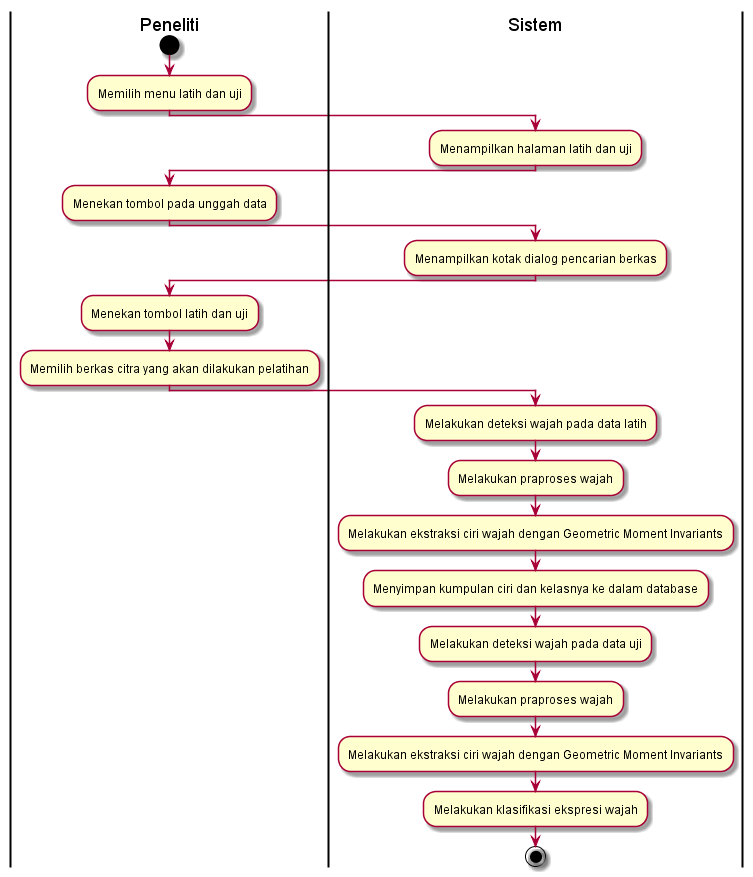 Peneliti
Sistem
Memilih menu latih dan uji
Menampilkan halaman latih dan uji
Menekan tombol pada unggah data
Menampilkan kotak dialog pencarian berkas
Menekan tombol latih dan uji
Memilih berkas citra yang akan dilakukan pelatihan
Melakukan deteksi wajah pada data latih
Melakukan praproses wajah
Melakukan ekstraksi ciri wajah dengan Geometric Moment Invariants
Menyimpan kumpulan ciri dan kelasnya ke dalam database
Melakukan deteksi wajah pada data uji
Melakukan praproses wajah
Melakukan ekstraksi ciri wajah dengan Geometric Moment Invariants
Melakukan klasifikasi ekspresi wajah